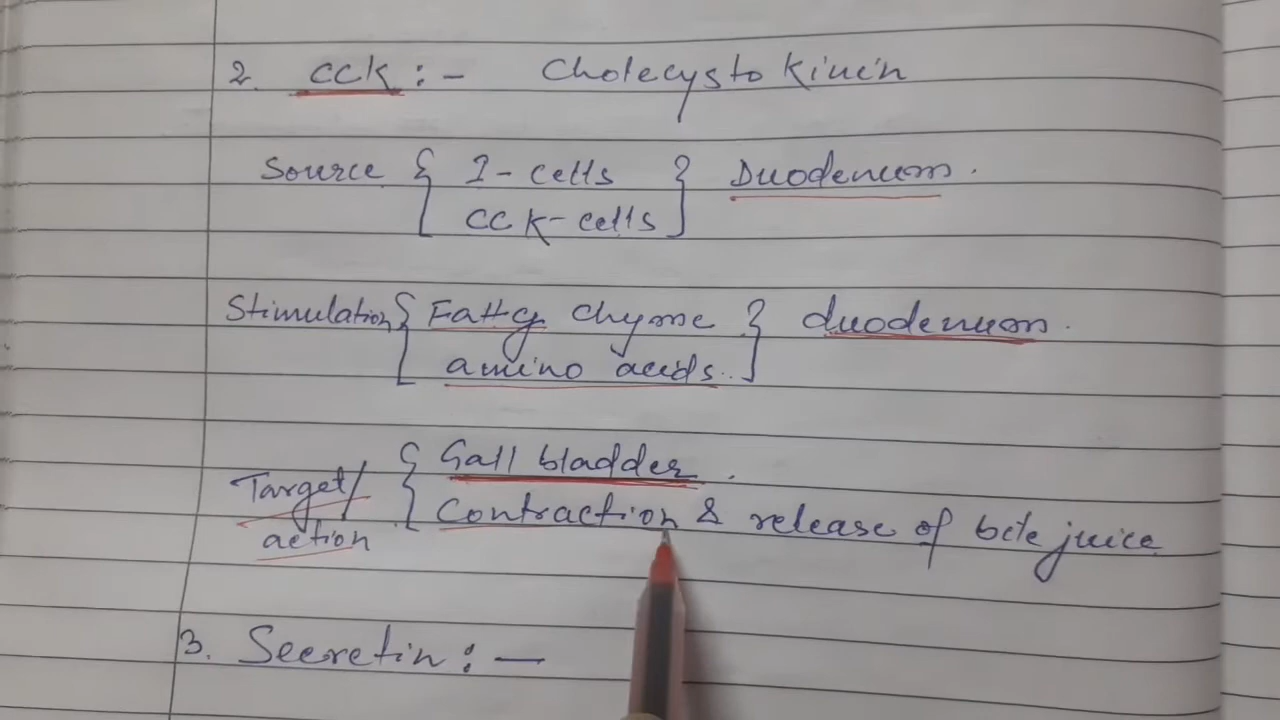 2. CCK :- Cholecystokinin
Source { I-cells } Duodenum.
CCK-cells
Stimulation { Fatty chyme } duodenum.
amino acids..
Target/ { Gall bladder.
action Contraction & release of bile juice
3. Secretin : —